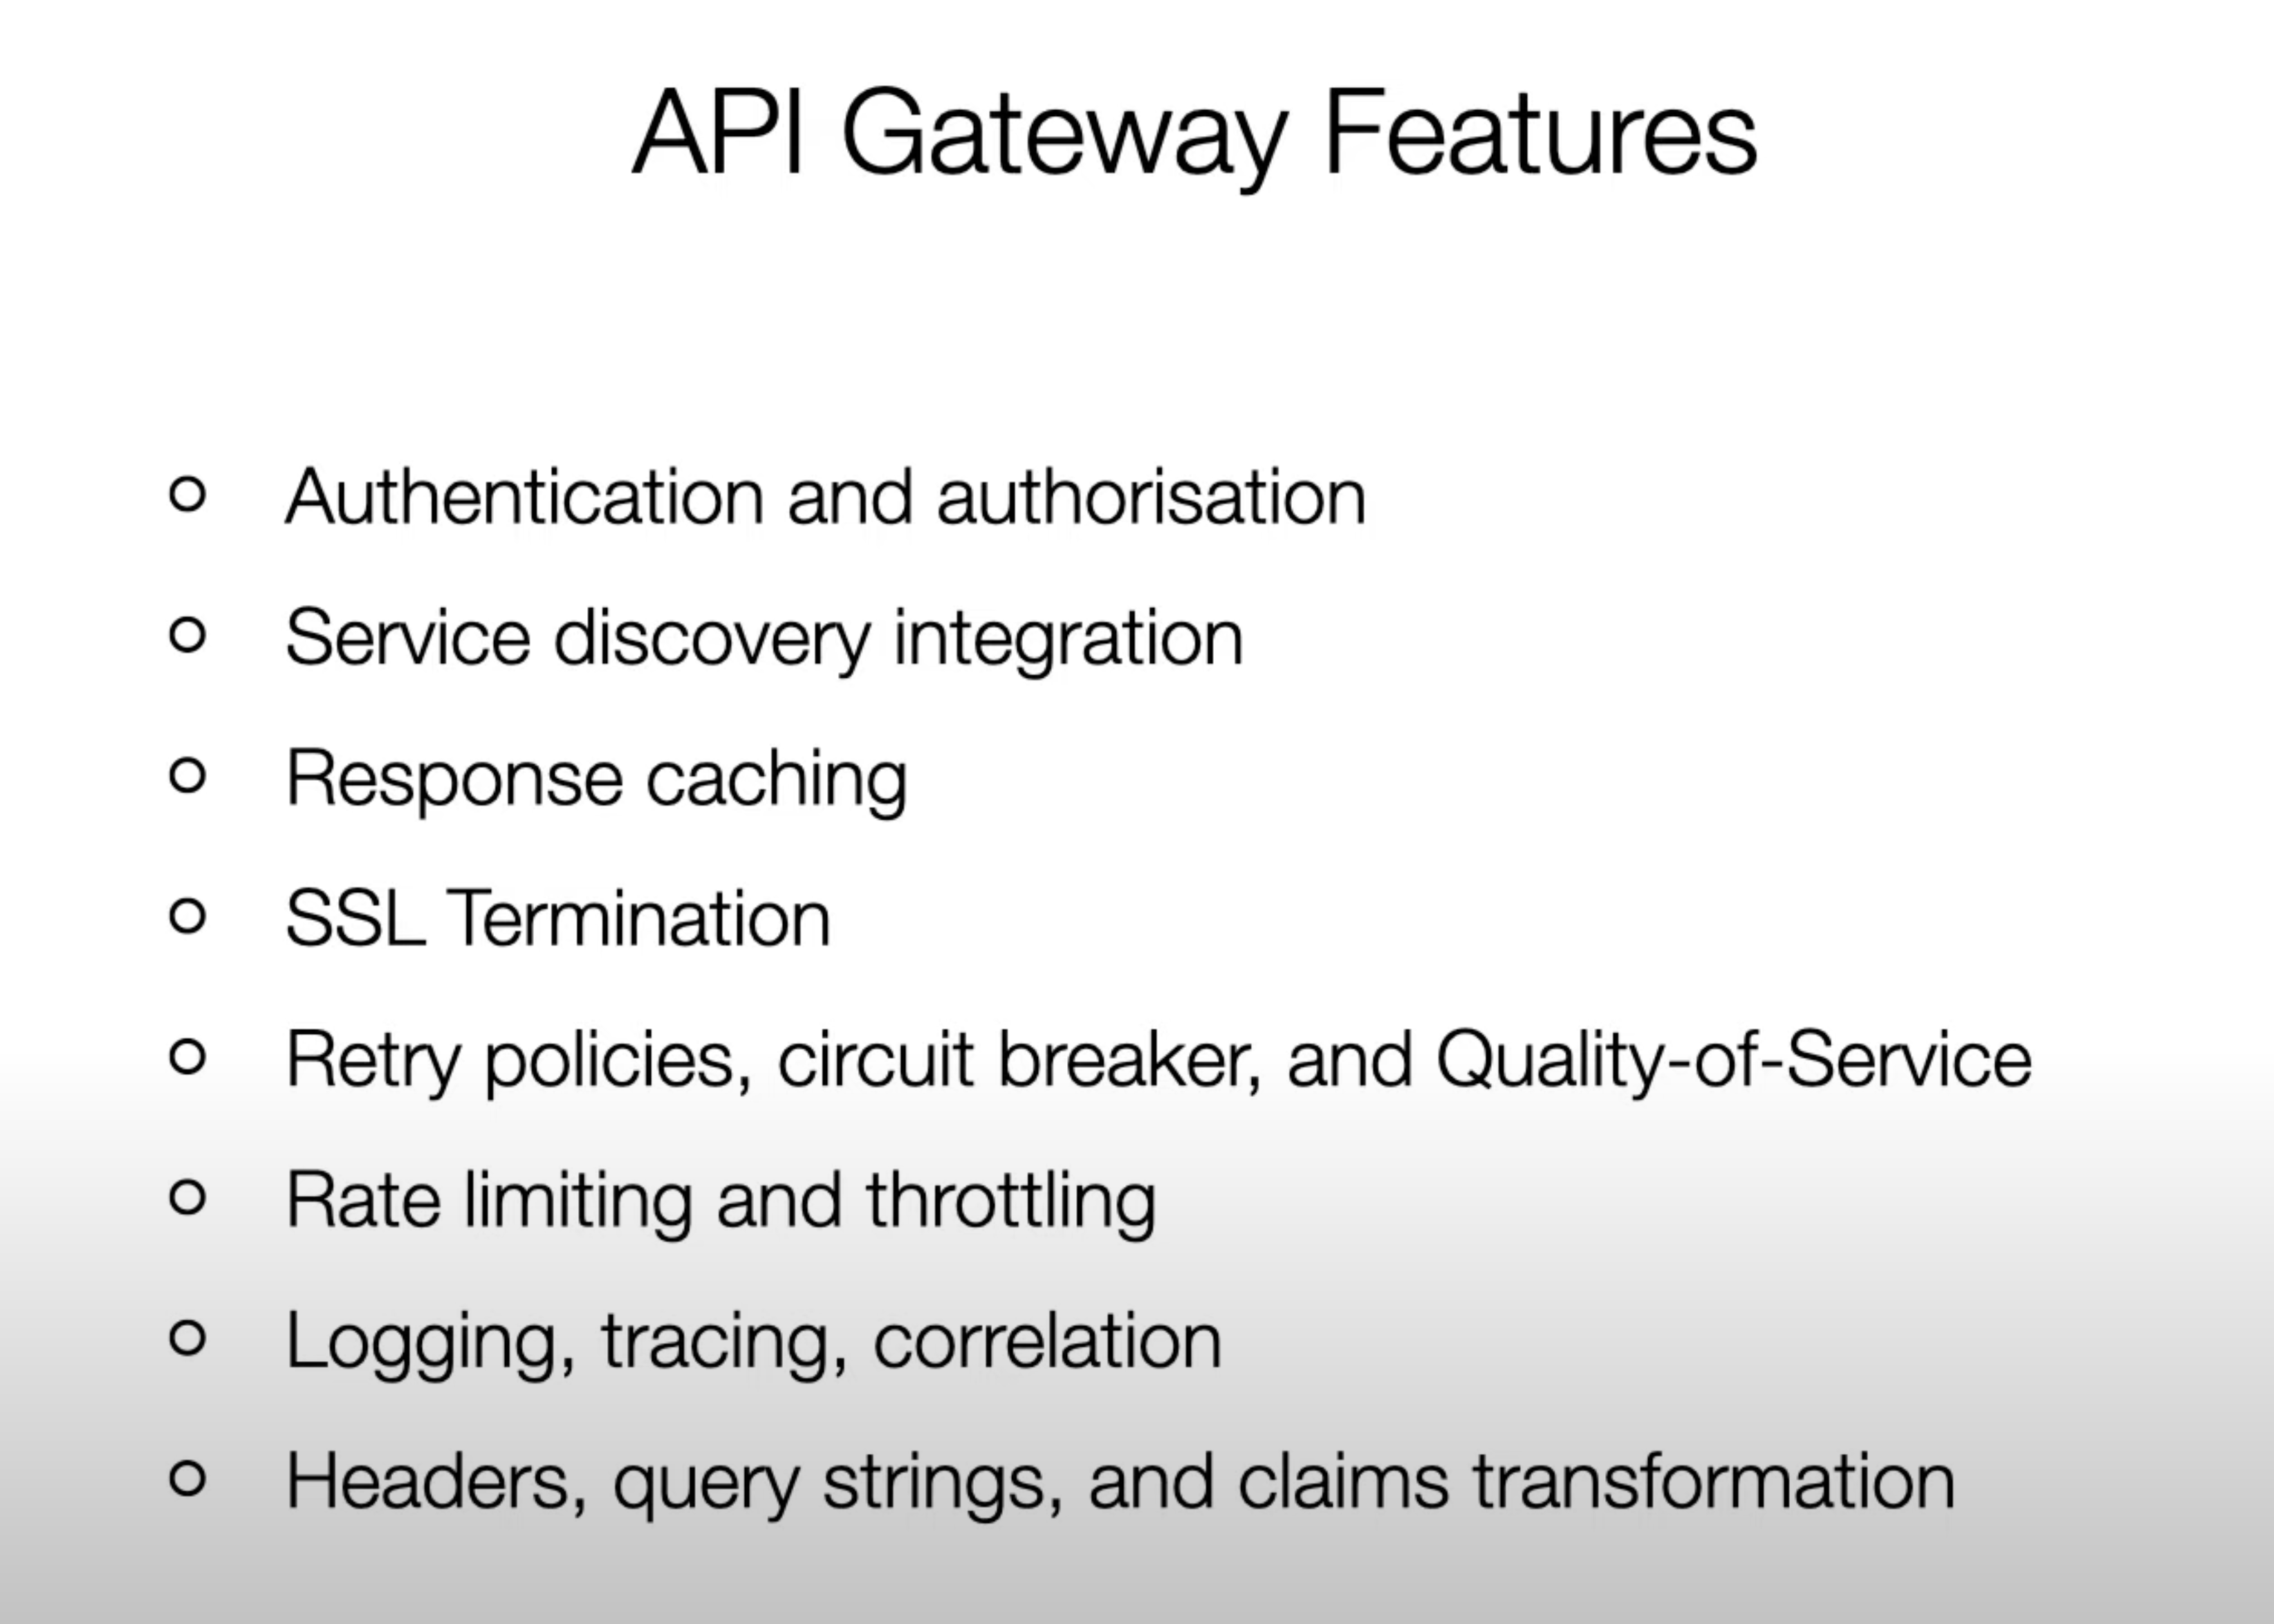 API Gateway Features
Authentication and authorisation
Service discovery integration
Response caching
SSL Termination
Retry policies, circuit breaker, and Quality-of-Service
Rate limiting and throttling
Logging, tracing, correlation
Headers, query strings, and claims transformation